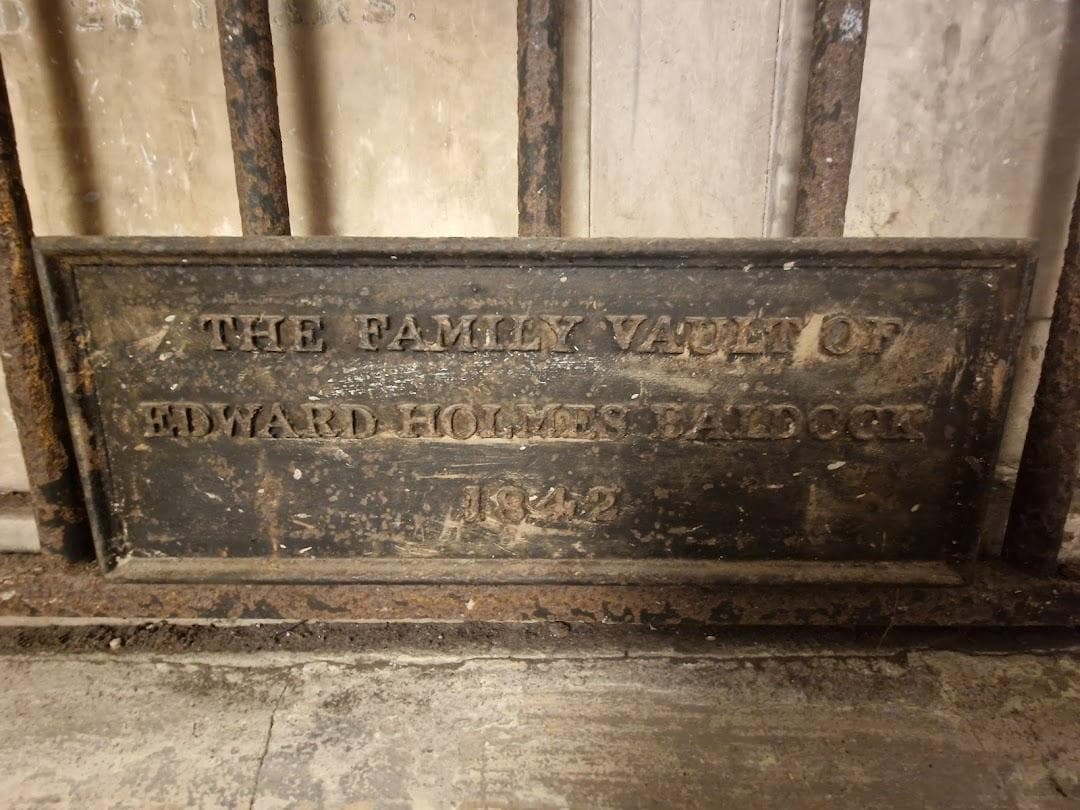 THE FAMILY VAULT OF
EDWARD HOLMES BALDOCK
1842